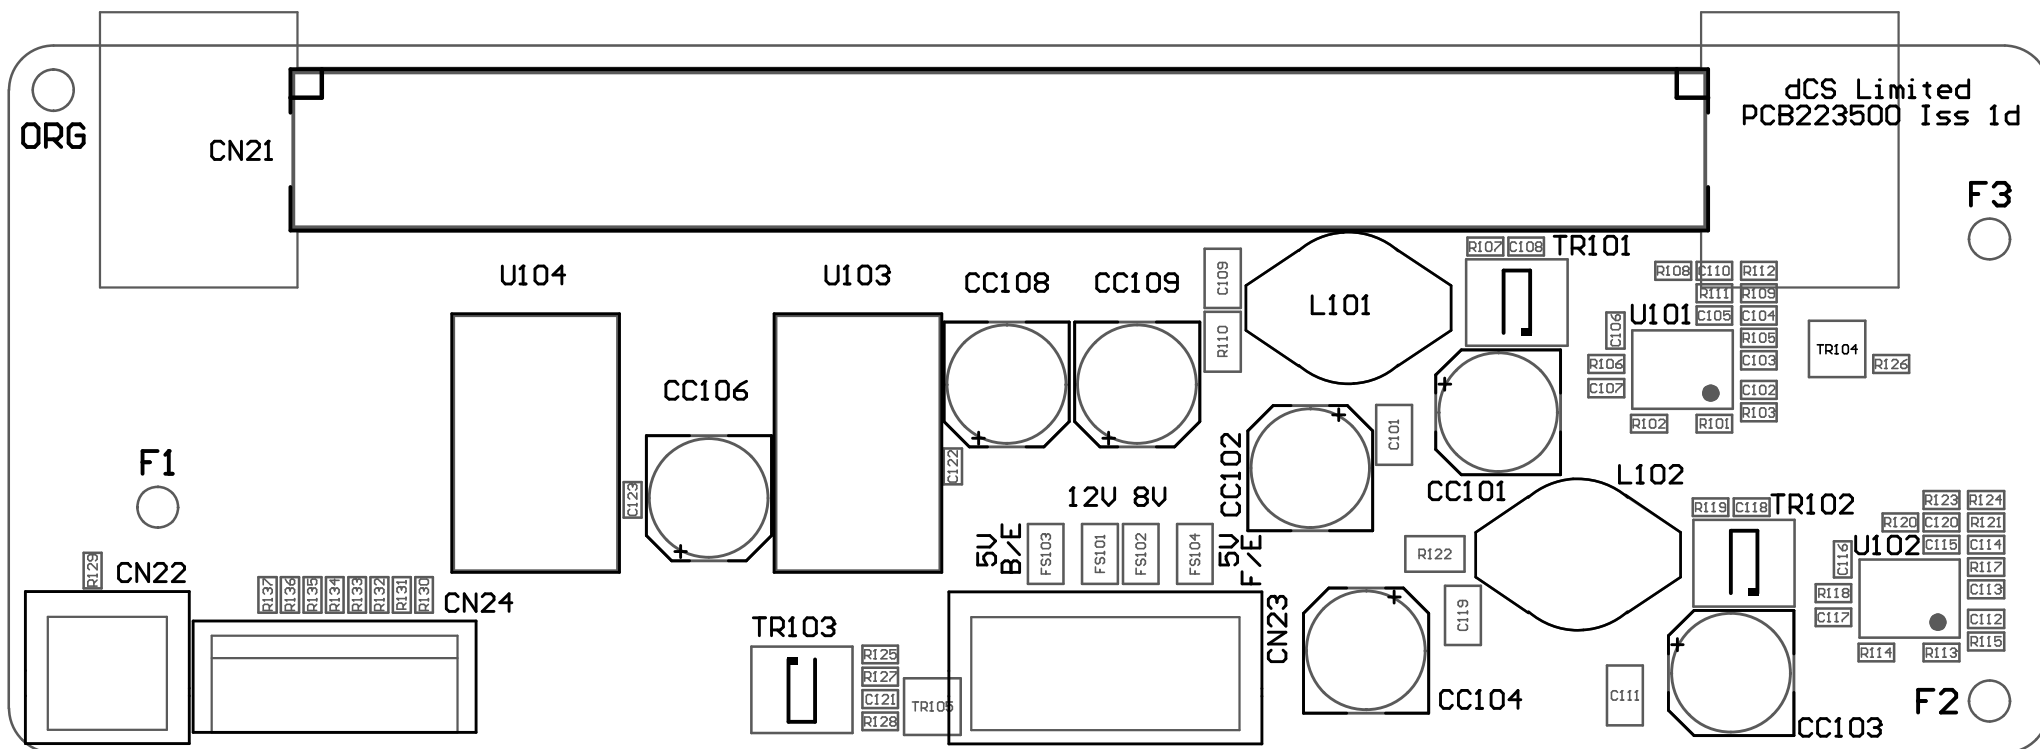 dCS Limited
PCB223500 Iss 1d
ORG
CN21
F3
R107 C108 TR101
U104
U103
CC108
CC109
C109
L101
R108 C110 R112
R111 R109
U101 C105 C104
C106
R110
R105
TR104
R106
C103
R126
C107
C102
CC106
R103
R102
R101
C101
F1
C122
CC102
CC101
L102
C123
12V 8V
R119 C118 TR102
R123 R124
R120 C120 R121
5V
B/E
FS103
FS101
FS102
FS104
5V
F/E
R122
C116
U102 C115 C114
R117
R129
CN22
R137
R136
R135
R134
R133
R132
R131
R130
CN24
R118
C113
C117
C112
C119
TR103
CN23
R125
R127
C121
R128
TR105
R114
R113
R115
CC104
C111
F2
CC103